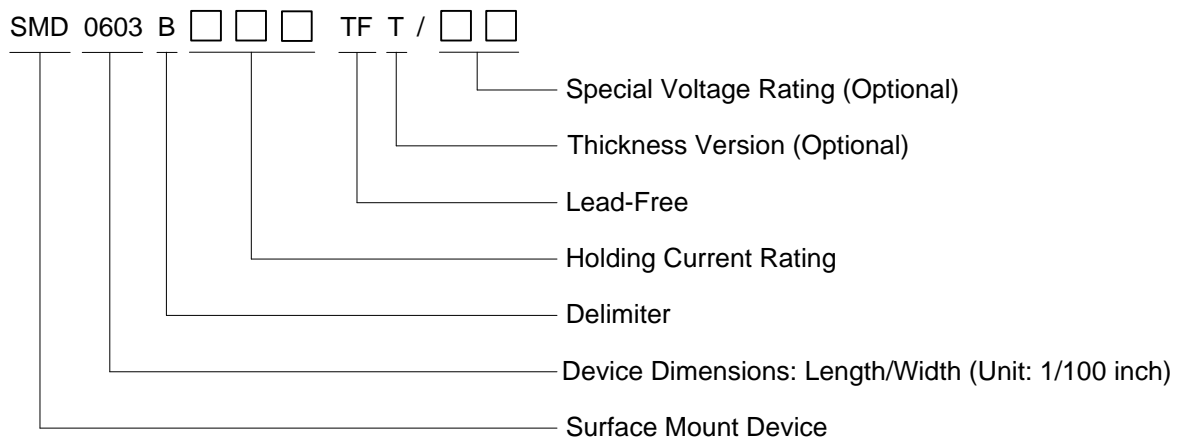 SMD 0603 B □ □ □ TF T / □ □
Special Voltage Rating (Optional)
Thickness Version (Optional)
Lead-Free
Holding Current Rating
Delimiter
Device Dimensions: Length/Width (Unit: 1/100 inch)
Surface Mount Device